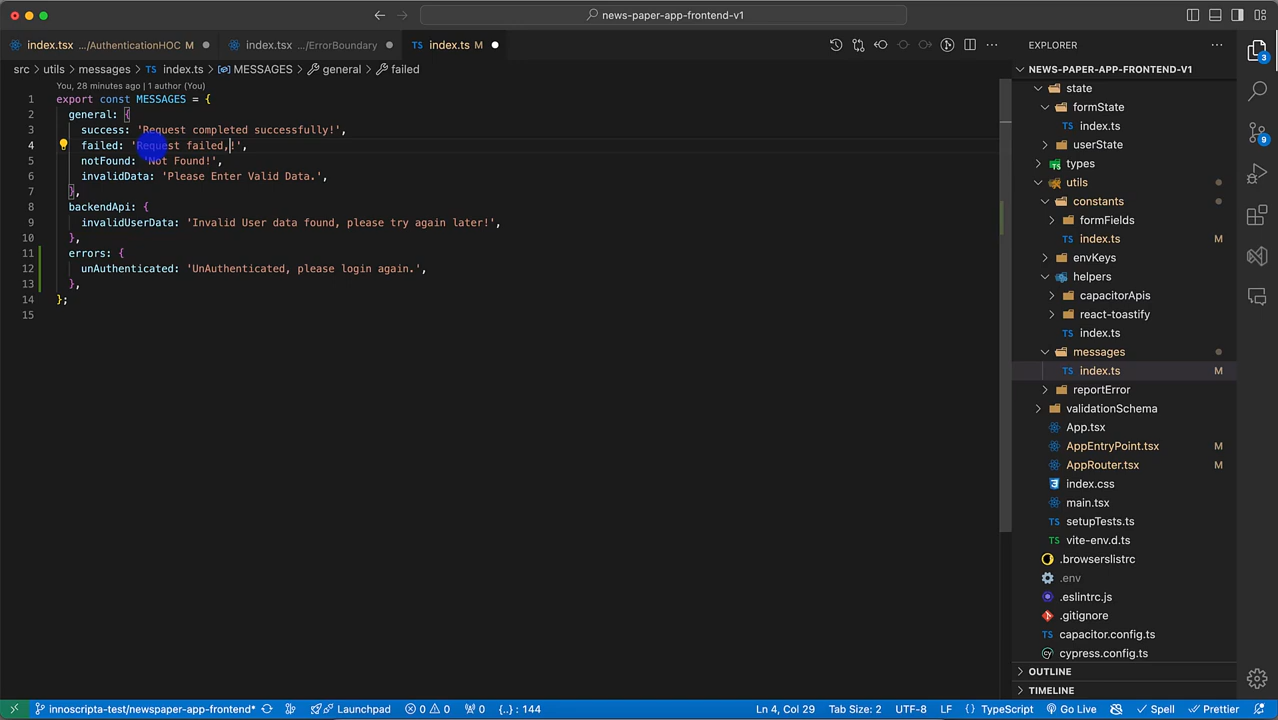 news-paper-app-frontend-v1
index.tsx .../AuthenticationHOC M
index.tsx .../ErrorBoundary
TS index.ts M
EXPLORER
src > utils > messages > TS index.ts > MESSAGES > general > failed
NEWS-PAPER-APP-FRONTEND-V1
You, 28 minutes ago | 1 author (You)
1 export const MESSAGES = {
2 general: {
3 success: 'Request completed successfully!',
4 failed: 'Request failed,!',
5 notFound: 'Not Found!',
6 invalidData: 'Please Enter Valid Data.',
7 },
8 backendApi: {
9 invalidUserData: 'Invalid User data found, please try again later!',
10 },
11 errors: {
12 unAuthenticated: 'UnAuthenticated, please login again.',
13 },
14 };
15
state
formState
TS index.ts
userState
types
utils
constants
formFields
TS index.ts M
envKeys
helpers
capacitorApis
react-toastify
TS index.ts
messages
TS index.ts M
reportError
validationSchema
App.tsx
AppEntryPoint.tsx M
AppRouter.tsx M
index.css
main.tsx
TS setupTests.ts
TS vite-env.d.ts
.browserslistrc
.env
.eslintrc.js
.gitignore
TS capacitor.config.ts
cypress.config.ts
OUTLINE
TIMELINE
3
9
innoscripta-test/newspaper-app-frontend* Launchpad 0 0 0 {..} : 144 Ln 4, Col 29 Tab Size: 2 UTF-8 LF {} TypeScript Go Live Spell Prettier